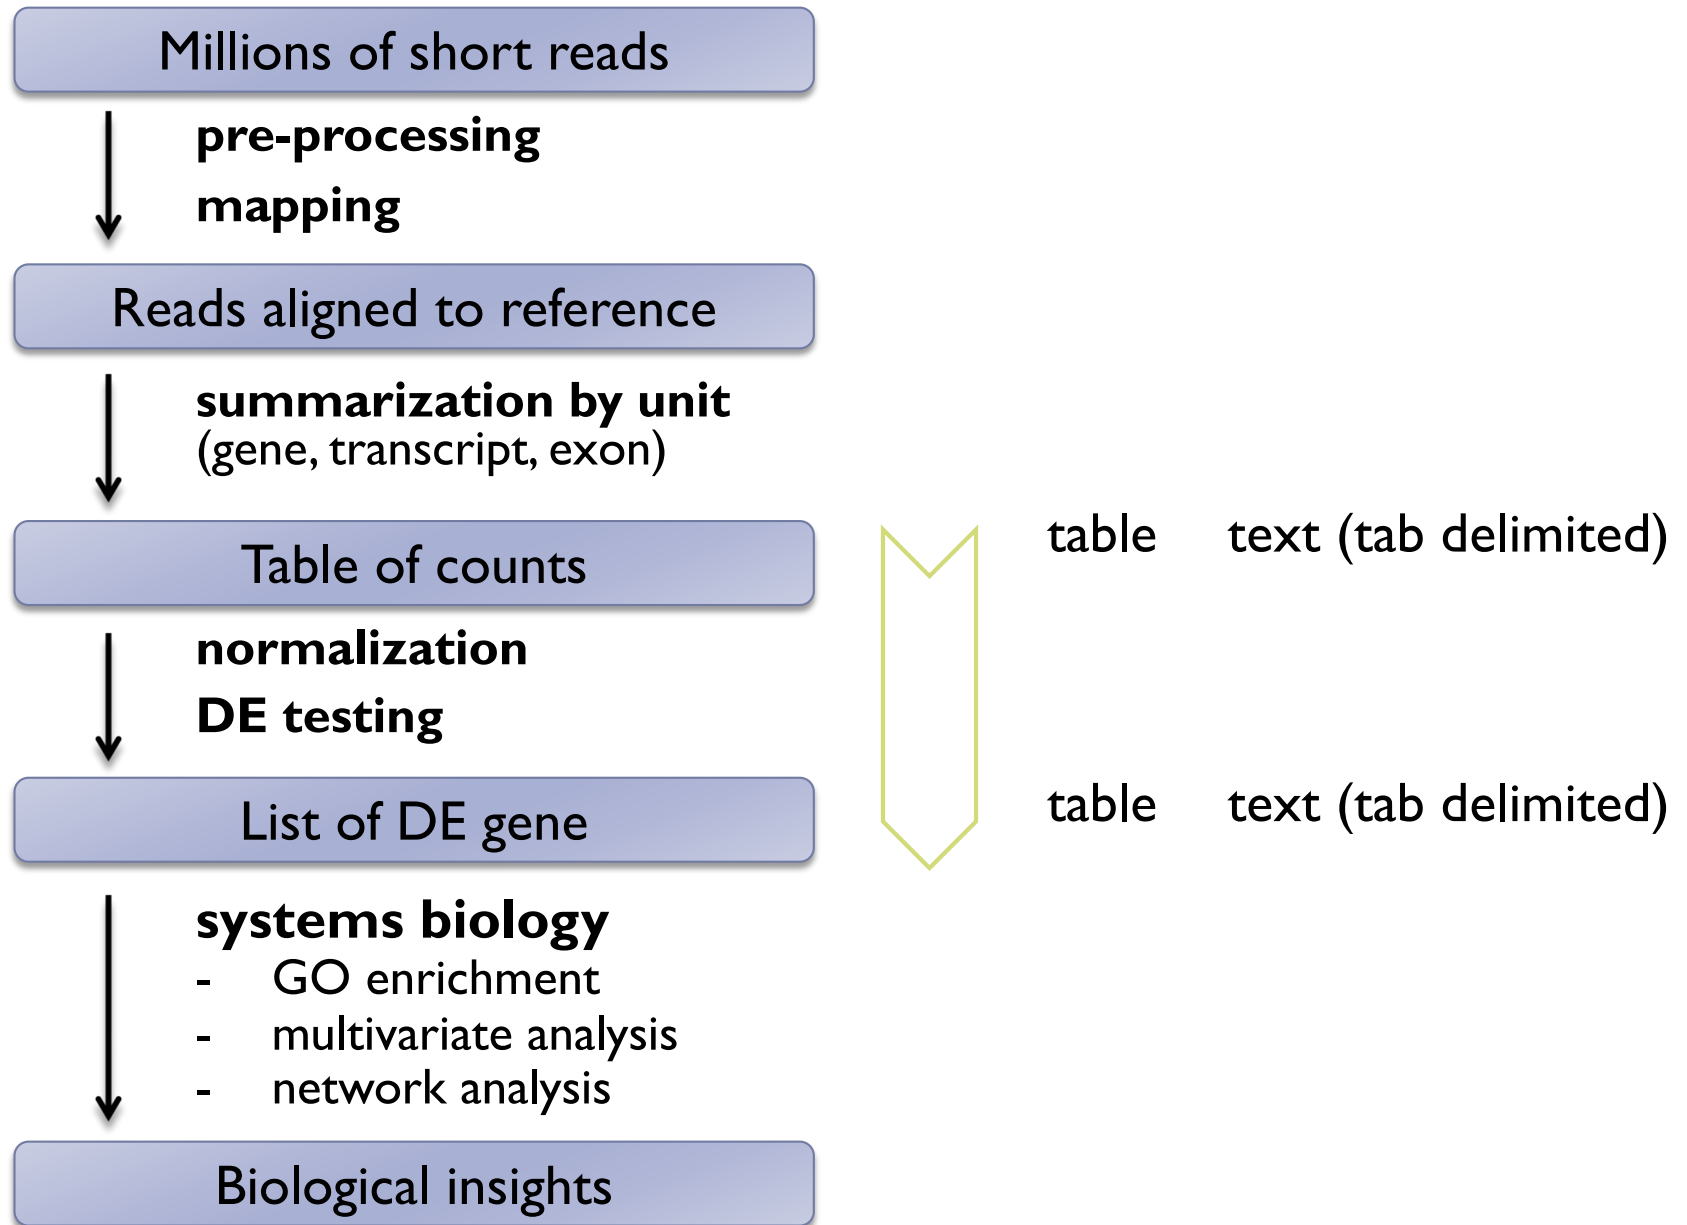 Millions of short reads
pre-processing
mapping
Reads aligned to reference
summarization by unit
(gene, transcript, exon)
Table of counts
table text (tab delimited)
normalization
DE testing
List of DE gene
table text (tab delimited)
systems biology
- GO enrichment
- multivariate analysis
- network analysis
Biological insights